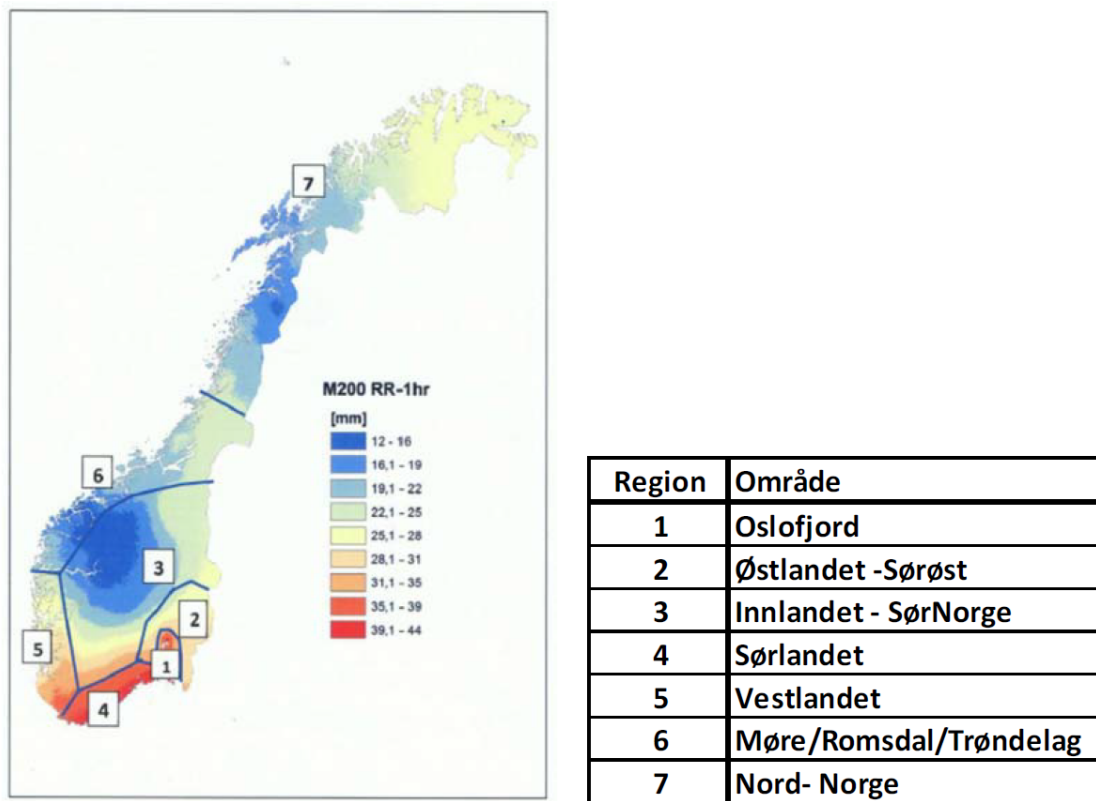 7
M200 RR-1hr
[mm]
12 - 16
16,1 - 19
19,1 - 22
22,1 - 25
25,1 - 28
28,1 - 31
31,1 - 35
35,1 - 39
39,1 - 44
6
3
2
5
1
4
Region Område
1 Oslofjord
2 Østlandet -Sørøst
3 Innlandet - SørNorge
4 Sørlandet
5 Vestlandet
6 Møre/Romsdal/Trøndelag
7 Nord- Norge